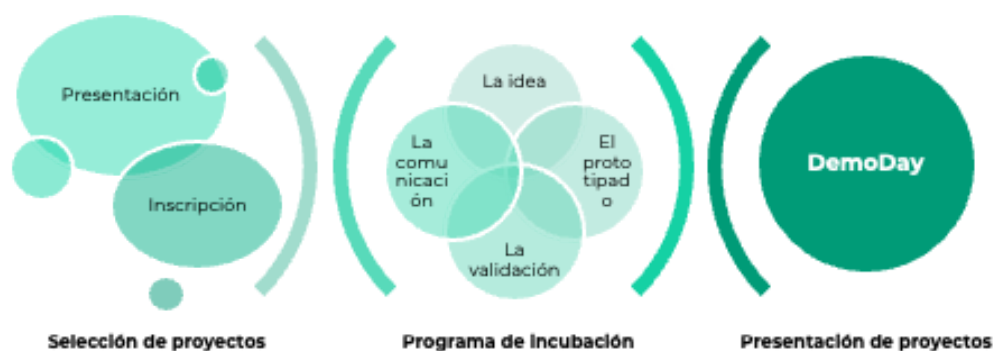 Presentación
Inscripción
Selección de proyectos
La idea
La
comu
nicaci
ón
El
proto
tipad
o
La
validación
Programa de incubación
DemoDay
Presentación de proyectos